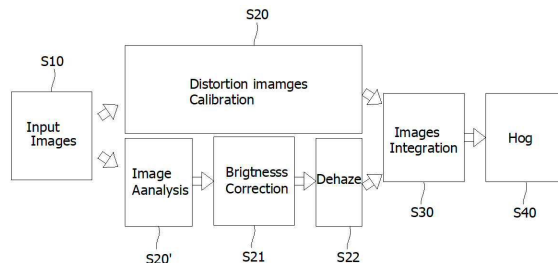 S20
S10
Distortion imamges
Calibration
Input
Images
Images
Integration
Hog
Image
Aanalysis
Brigtnesss
Correction
Dehaze
S30
S40
S20'
S21
S22